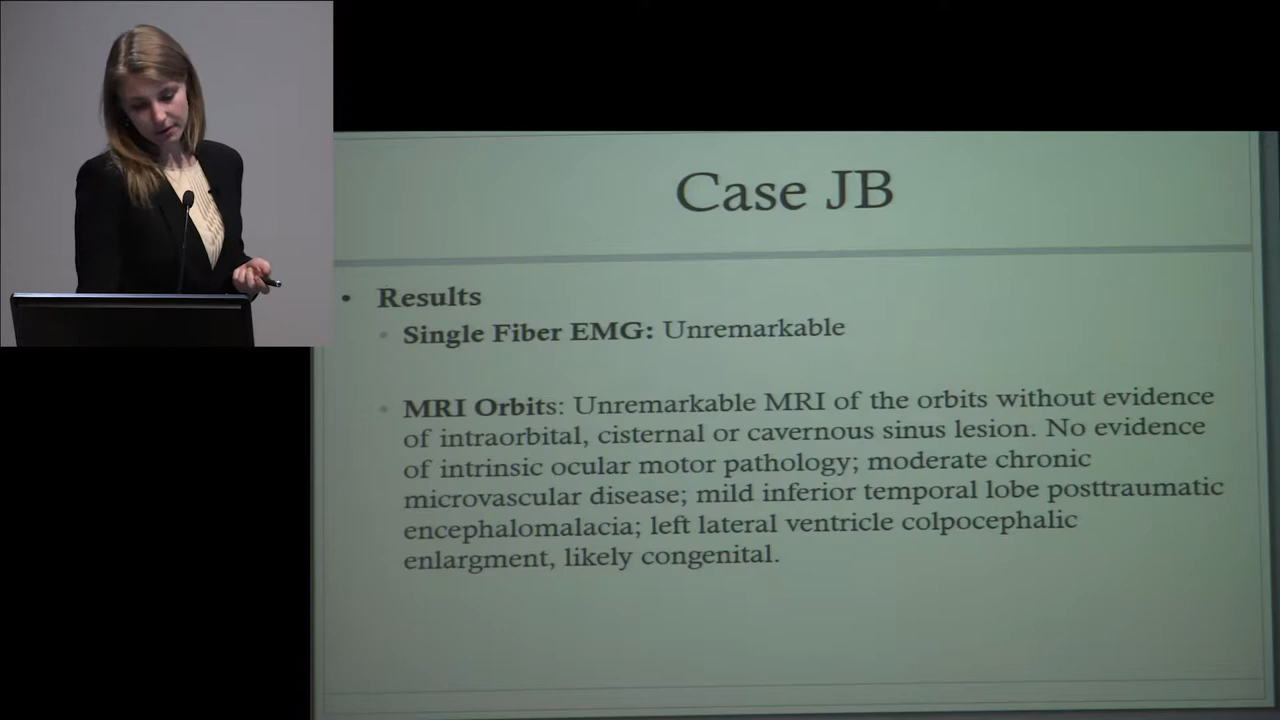 Case JB
• Results
• Single Fiber EMG: Unremarkable
• MRI Orbits: Unremarkable MRI of the orbits without evidence
of intraorbital, cisternal or cavernous sinus lesion. No evidence
of intrinsic ocular motor pathology; moderate chronic
microvascular disease; mild inferior temporal lobe posttraumatic
encephalomalacia; left lateral ventricle colpocephalic
enlargment, likely congenital.